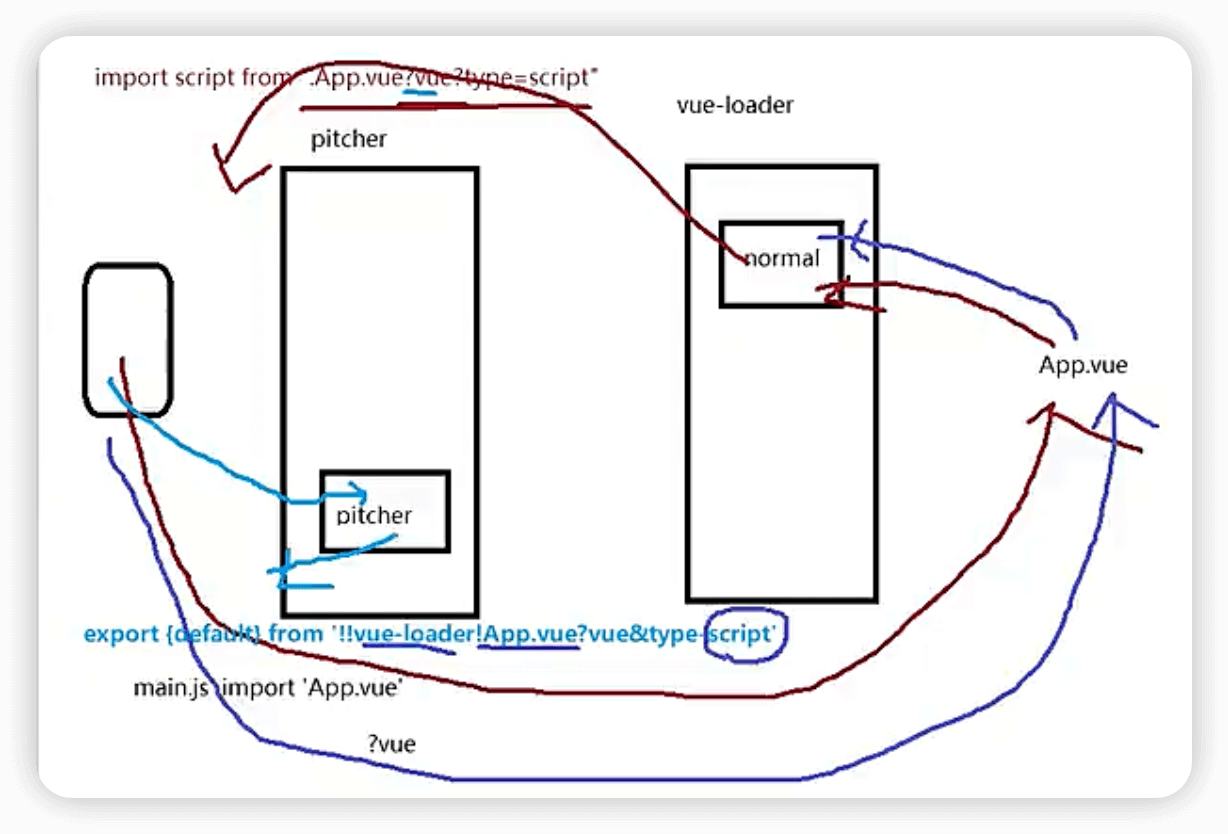 import script from "./App.vue?vue?type=script"
vue-loader
pitcher
normal
App.vue
pitcher
export {default} from '!!vue-loader!App.vue?vue&type-script'
main.js import 'App.vue'
?vue